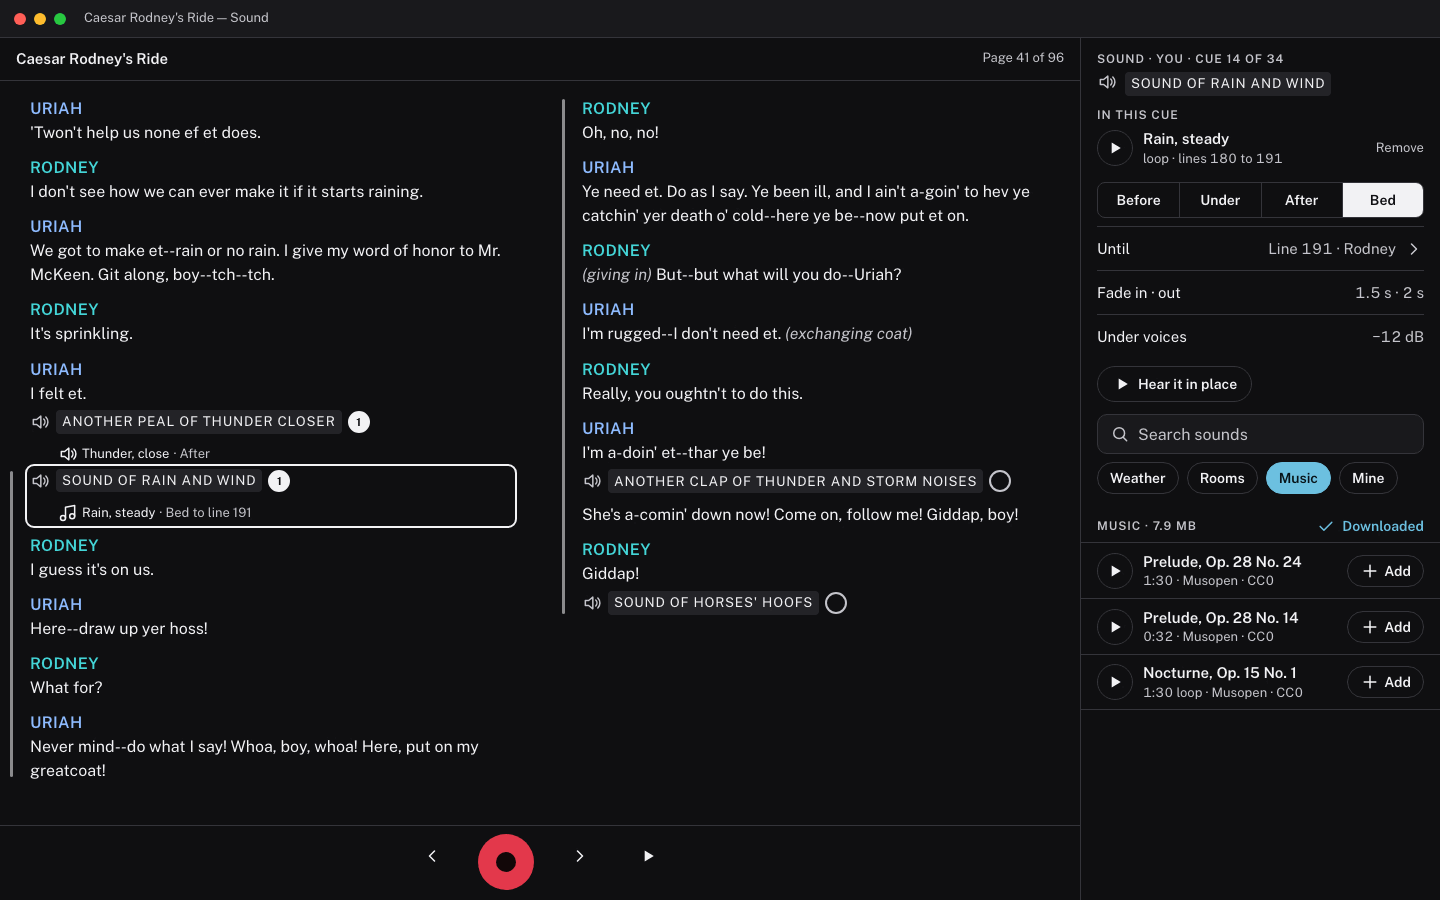 Caesar Rodney's Ride — Sound
Caesar Rodney's Ride
Page 41 of 96
URIAH
'Twon't help us none ef et does.
RODNEY
I don't see how we can ever make it if it starts raining.
URIAH
We got to make et--rain or no rain. I give my word of honor to Mr.
McKeen. Git along, boy--tch--tch.
RODNEY
It's sprinkling.
URIAH
I felt et.
ANOTHER PEAL OF THUNDER CLOSER 1
Thunder, close · After
SOUND OF RAIN AND WIND 1
Rain, steady · Bed to line 191
RODNEY
I guess it's on us.
URIAH
Here--draw up yer hoss!
RODNEY
What for?
URIAH
Never mind--do what I say! Whoa, boy, whoa! Here, put on my
greatcoat!
RODNEY
Oh, no, no!
URIAH
Ye need et. Do as I say. Ye been ill, and I ain't a-goin' to hev ye
catchin' yer death o' cold--here ye be--now put et on.
RODNEY
(giving in) But--but what will you do--Uriah?
URIAH
I'm rugged--I don't need et. (exchanging coat)
RODNEY
Really, you oughtn't to do this.
URIAH
I'm a-doin' et--thar ye be!
ANOTHER CLAP OF THUNDER AND STORM NOISES
She's a-comin' down now! Come on, follow me! Giddap, boy!
RODNEY
Giddap!
SOUND OF HORSES' HOOFS
SOUND · YOU · CUE 14 OF 34
SOUND OF RAIN AND WIND
IN THIS CUE
Rain, steady
loop · lines 180 to 191
Remove
Before Under After Bed
Until Line 191 · Rodney
Fade in · out 1.5 s · 2 s
Under voices −12 dB
Hear it in place
Search sounds
Weather Rooms Music Mine
MUSIC · 7.9 MB Downloaded
Prelude, Op. 28 No. 24
1:30 · Musopen · CC0
Add
Prelude, Op. 28 No. 14
0:32 · Musopen · CC0
Add
Nocturne, Op. 15 No. 1
1:30 loop · Musopen · CC0
Add